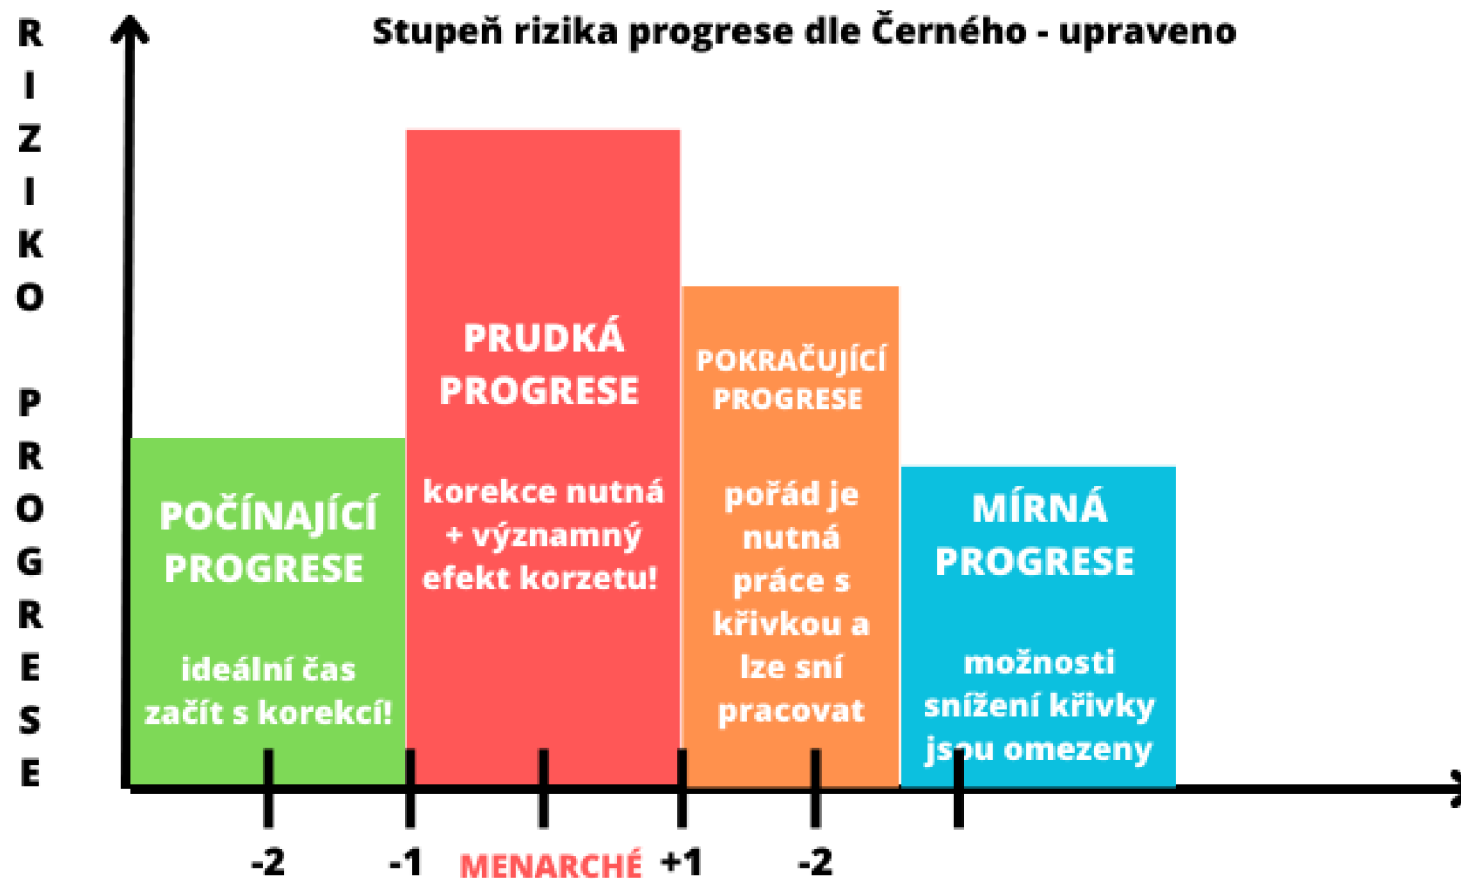 Stupeň rizika progrese dle Černého - upraveno
RIZIKO PROGRESE
POČÍNAJÍCÍ
PROGRESE
ideální čas
začít s korekcí!
PRUDKÁ
PROGRESE
korekce nutná
+ významný
efekt korzetu!
POKRAČUJÍCÍ
PROGRESE
pořád je
nutná
práce s
křivkou a
lze sní
pracovat
MÍRNÁ
PROGRESE
možnosti
snížení křivky
jsou omezeny
-2 -1 MENARCHÉ +1 -2